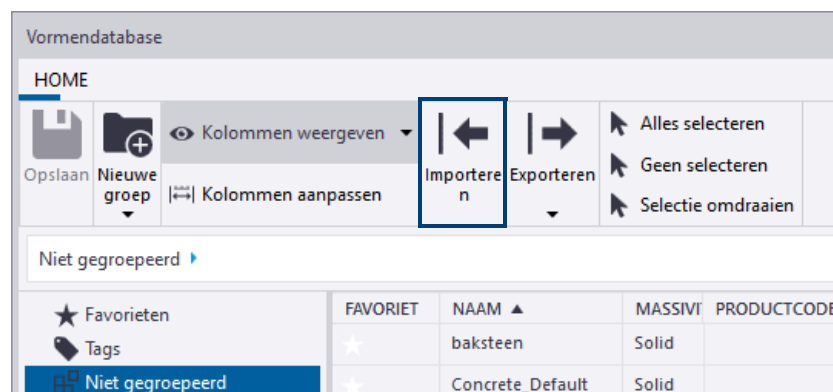 Vormendatabase
HOME
Opslaan
Nieuwe
groep
Kolommen weergeven
Kolommen aanpassen
Importere
n
Exporteren
Alles selecteren
Geen selecteren
Selectie omdraaien
Niet gegroepeerd
Favorieten
Tags
Niet gegroepeerd
FAVORIET NAAM MASSIVIT PRODUCTCODE
baksteen Solid
Concrete_Default Solid